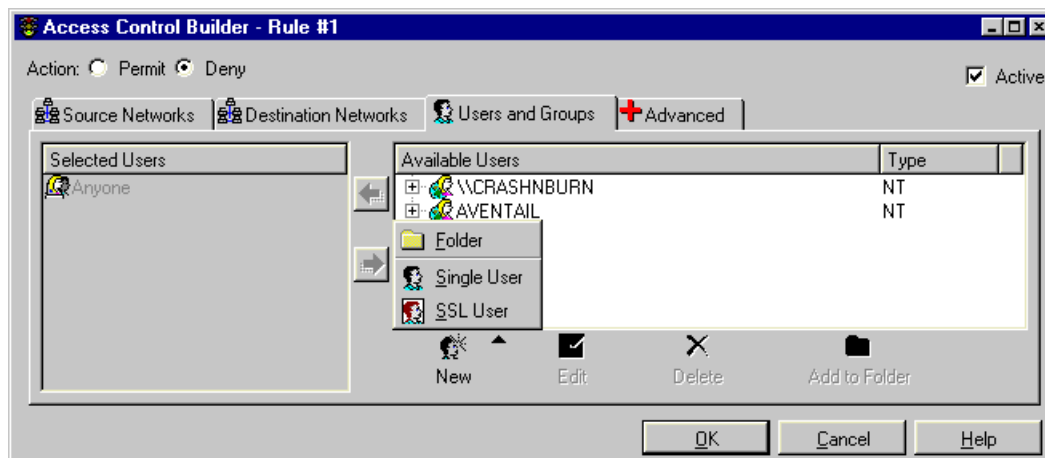 Access Control Builder - Rule #1
Action: Permit Deny
Active
Source Networks Destination Networks Users and Groups Advanced
Selected Users
Anyone
Available Users Type
\\CRASHNBURN NT
AVENTAIL NT
Folder
Single User
SSL User
New Edit Delete Add to Folder
OK Cancel Help